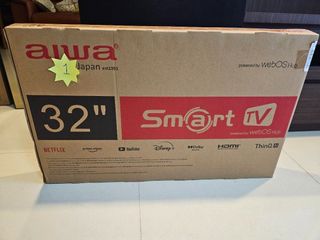 aiwa
Japan
powered by webOS Hub
1
32"
Smart TV
powered by webOS Hub
NETFLIX
prime video
YouTube
Disney+
Dolby
HDMI
ThinQ AI